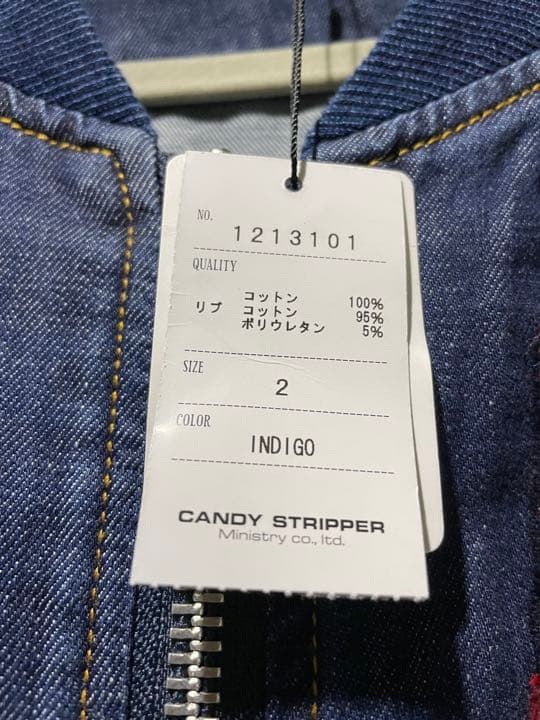 NO.
1213101
QUALITY
コットン 100%
リブ コットン 95%
ポリウレタン 5%
SIZE
2
COLOR
INDIGO
CANDY STRIPPER
Ministry co., ltd.